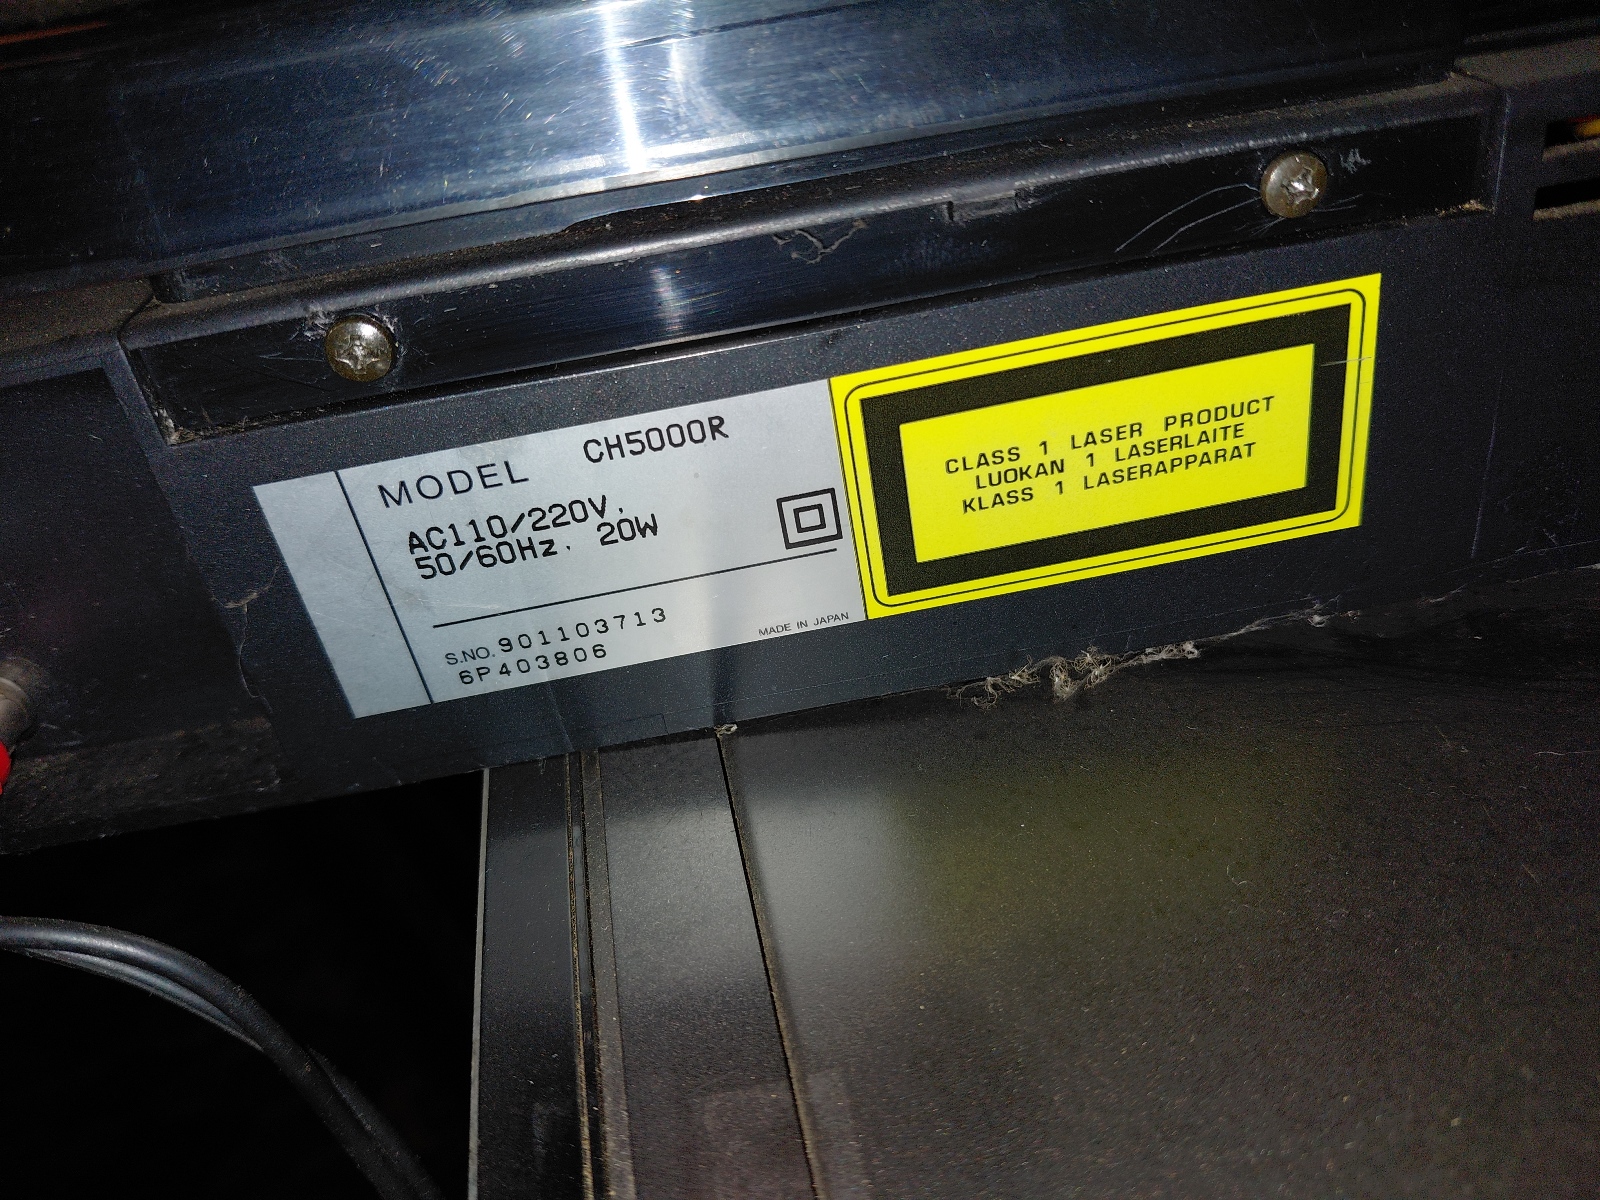 MODEL CH5000R
AC110/220V.
50/60Hz. 20W
S.NO. 901103713
6P403806
MADE IN JAPAN
CLASS 1 LASER PRODUCT
LUOKAN 1 LASERLAITE
KLASS 1 LASERAPPARAT